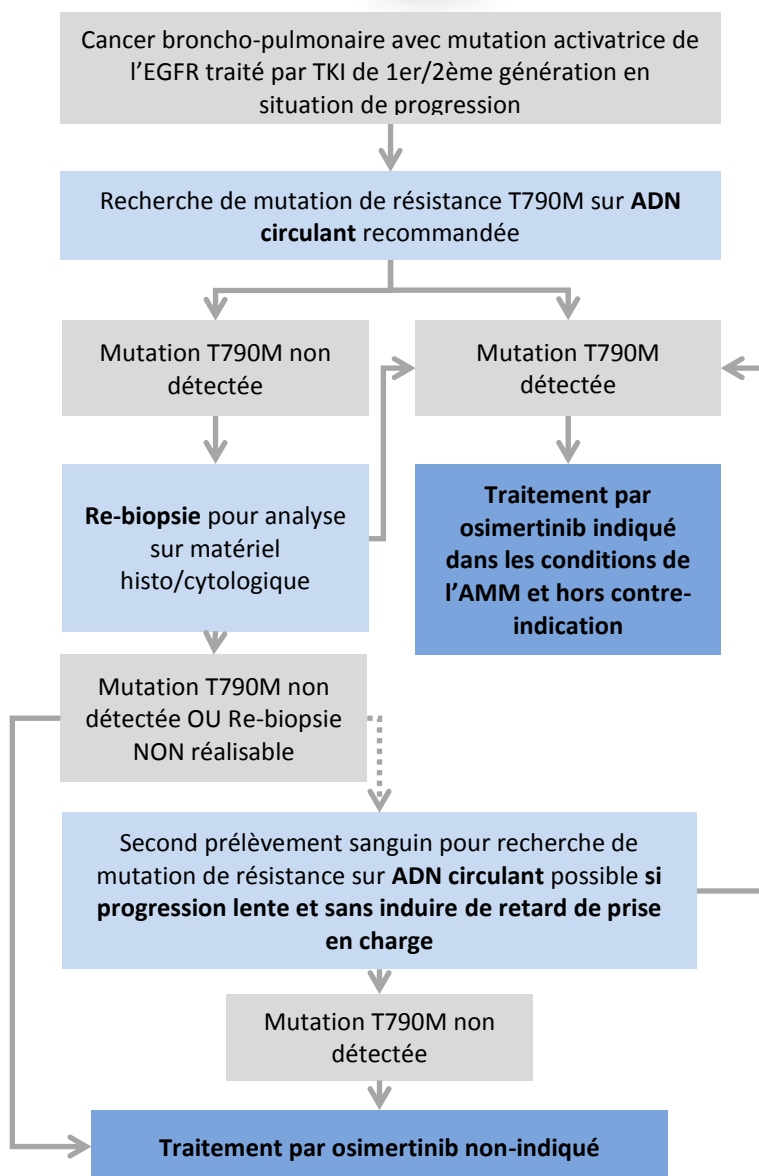 Cancer broncho-pulmonaire avec mutation activatrice de
l’EGFR traité par TKI de 1er/2ème génération en
situation de progression
Recherche de mutation de résistance T790M sur ADN
circulant recommandée
Mutation T790M non
détectée
Mutation T790M
détectée
Re-biopsie pour analyse
sur matériel
histo/cytologique
Traitement par
osimertinib indiqué
dans les conditions de
l’AMM et hors contre-
indication
Mutation T790M non
détectée OU Re-biopsie
NON réalisable
Second prélèvement sanguin pour recherche de
mutation de résistance sur ADN circulant possible si
progression lente et sans induire de retard de prise
en charge
Mutation T790M non
détectée
Traitement par osimertinib non-indiqué